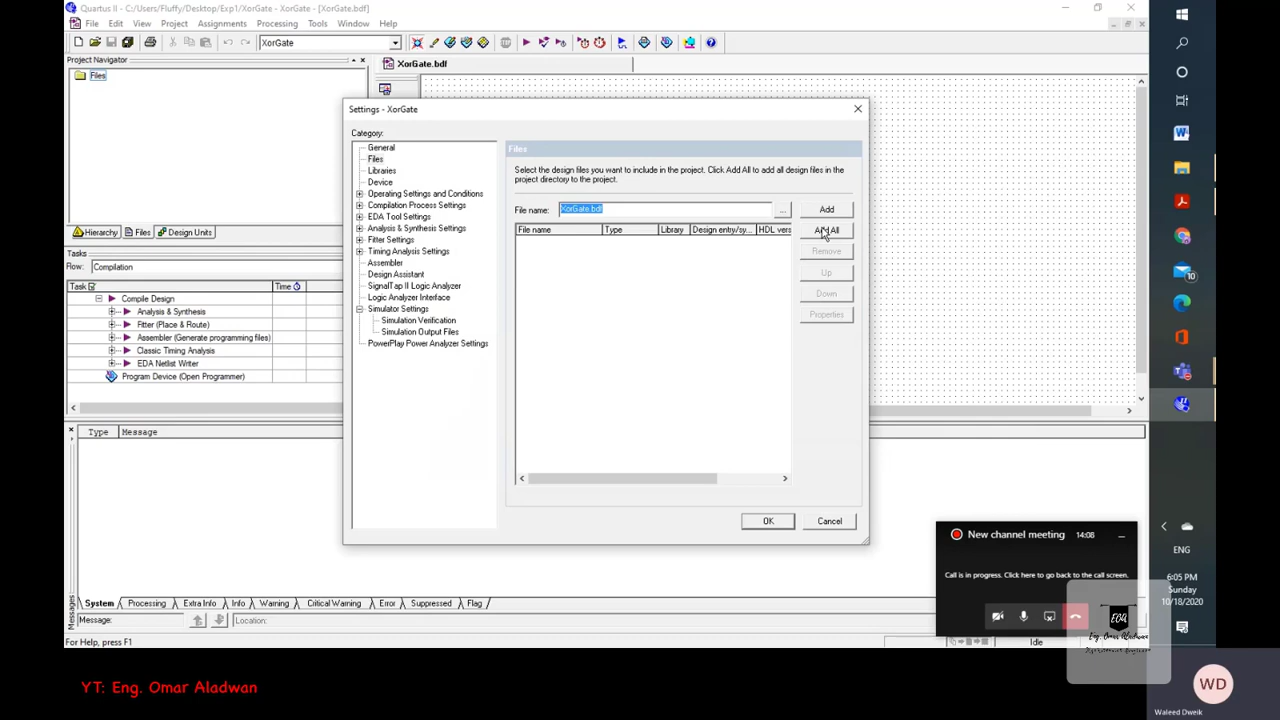 Quartus II - C:/Users/Fluffy/Desktop/Exp1/XorGate - XorGate - [XorGate.bdf]
File Edit View Project Assignments Processing Tools Window Help
XorGate
Project Navigator
XorGate.bdf
Files
Hierarchy Files Design Units
Tasks
Flow: Compilation
Task Time
Compile Design
Analysis & Synthesis
Fitter (Place & Route)
Assembler (Generate programming files)
Classic Timing Analysis
EDA Netlist Writer
Program Device (Open Programmer)
Settings - XorGate
Category:
General
Files
Libraries
Device
Operating Settings and Conditions
Compilation Process Settings
EDA Tool Settings
Analysis & Synthesis Settings
Fitter Settings
Timing Analysis Settings
Assembler
Design Assistant
SignalTap II Logic Analyzer
Logic Analyzer Interface
Simulator Settings
Simulation Verification
Simulation Output Files
PowerPlay Power Analyzer Settings
Files
Select the design files you want to include in the project. Click Add All to add all design files in the
project directory to the project.
File name: XorGate.bdf ... Add
File name Type Library Design entry/sy... HDL vers
Add All
Remove
Up
Down
Properties
OK Cancel
Type Message
System Processing Extra Info Info Warning Critical Warning Error Suppressed Flag
Messages
Message: Location:
For Help, press F1
Idle
New channel meeting 14:08
Call is in progress. Click here to go back to the call screen.
10
ENG
6:05 PM
Sunday
10/18/2020
EOA
Eng. Omar Aladwan
YT: Eng. Omar Aladwan
WD
Waleed Dweik